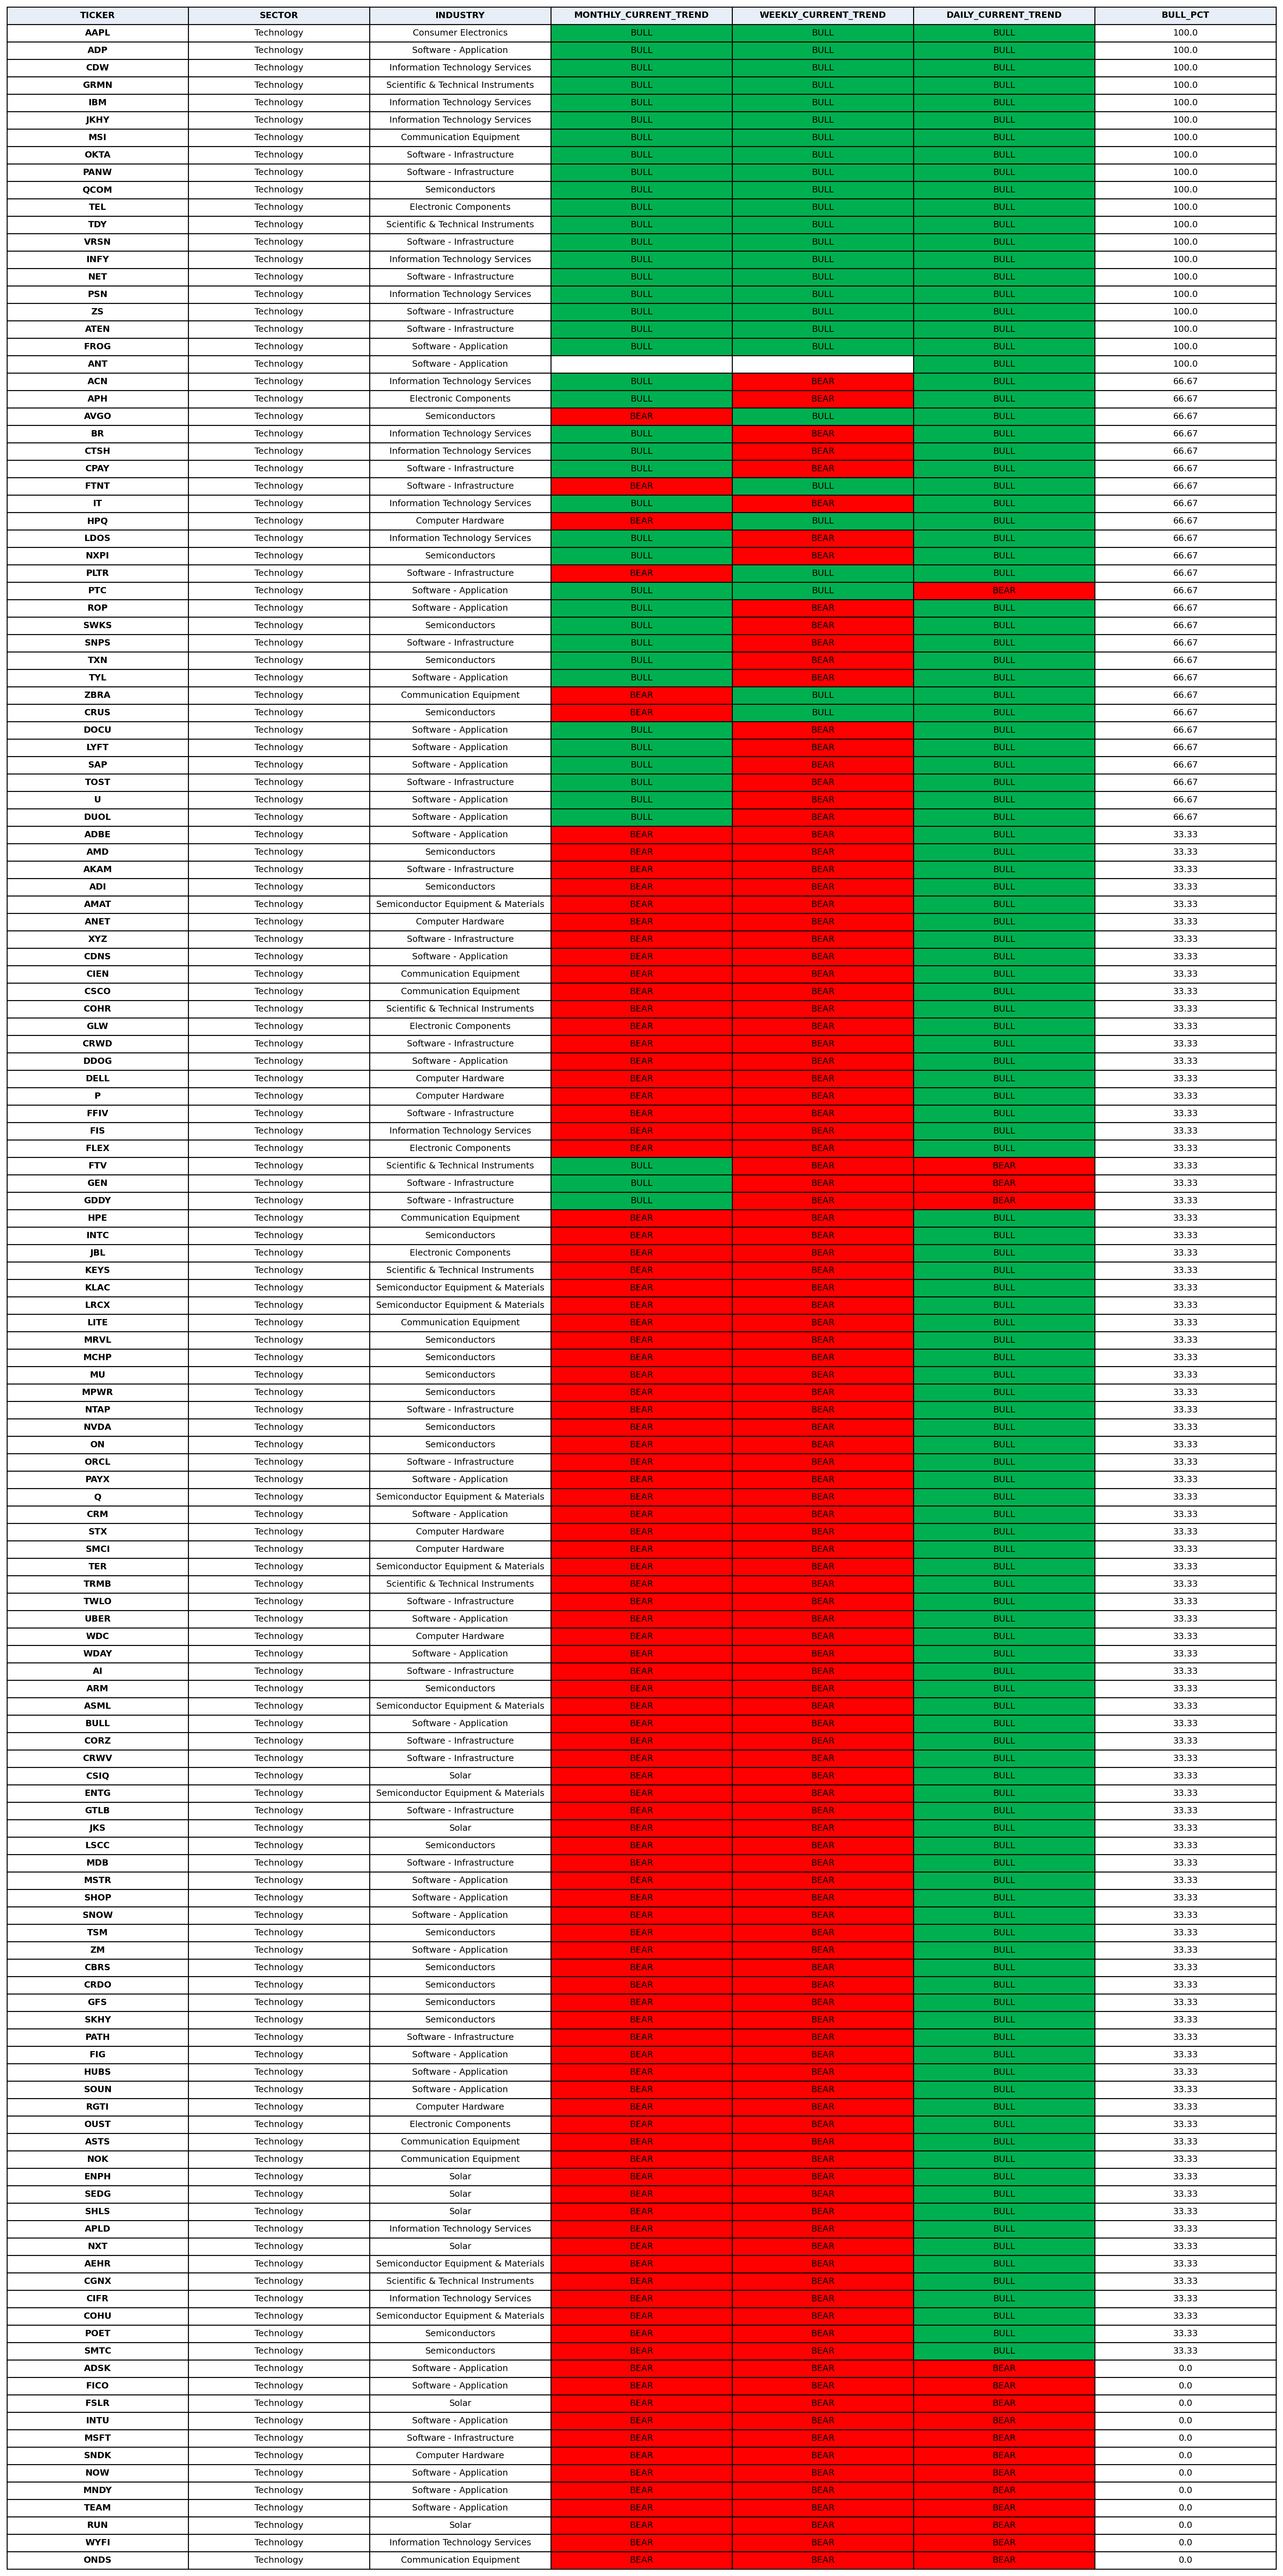 TICKER SECTOR INDUSTRY MONTHLY_CURRENT_TREND WEEKLY_CURRENT_TREND DAILY_CURRENT_TREND BULL_PCT
AAPL Technology Consumer Electronics BULL BULL BULL 100.0
ADP Technology Software - Application BULL BULL BULL 100.0
CDW Technology Information Technology Services BULL BULL BULL 100.0
GRMN Technology Scientific & Technical Instruments BULL BULL BULL 100.0
IBM Technology Information Technology Services BULL BULL BULL 100.0
JKHY Technology Information Technology Services BULL BULL BULL 100.0
MSI Technology Communication Equipment BULL BULL BULL 100.0
OKTA Technology Software - Infrastructure BULL BULL BULL 100.0
PANW Technology Software - Infrastructure BULL BULL BULL 100.0
QCOM Technology Semiconductors BULL BULL BULL 100.0
TEL Technology Electronic Components BULL BULL BULL 100.0
TDY Technology Scientific & Technical Instruments BULL BULL BULL 100.0
VRSN Technology Software - Infrastructure BULL BULL BULL 100.0
INFY Technology Information Technology Services BULL BULL BULL 100.0
NET Technology Software - Infrastructure BULL BULL BULL 100.0
PSN Technology Information Technology Services BULL BULL BULL 100.0
ZS Technology Software - Infrastructure BULL BULL BULL 100.0
ATEN Technology Software - Infrastructure BULL BULL BULL 100.0
FROG Technology Software - Application BULL BULL BULL 100.0
ANT Technology Software - Application BULL 100.0
ACN Technology Information Technology Services BULL BEAR BULL 66.67
APH Technology Electronic Components BULL BEAR BULL 66.67
AVGO Technology Semiconductors BEAR BULL BULL 66.67
BR Technology Information Technology Services BULL BEAR BULL 66.67
CTSH Technology Information Technology Services BULL BEAR BULL 66.67
CPAY Technology Software - Infrastructure BULL BEAR BULL 66.67
FTNT Technology Software - Infrastructure BEAR BULL BULL 66.67
IT Technology Information Technology Services BULL BEAR BULL 66.67
HPQ Technology Computer Hardware BEAR BULL BULL 66.67
LDOS Technology Information Technology Services BULL BEAR BULL 66.67
NXPI Technology Semiconductors BULL BEAR BULL 66.67
PLTR Technology Software - Infrastructure BEAR BULL BULL 66.67
PTC Technology Software - Application BULL BULL BEAR 66.67
ROP Technology Software - Application BULL BEAR BULL 66.67
SWKS Technology Semiconductors BULL BEAR BULL 66.67
SNPS Technology Software - Infrastructure BULL BEAR BULL 66.67
TXN Technology Semiconductors BULL BEAR BULL 66.67
TYL Technology Software - Application BULL BEAR BULL 66.67
ZBRA Technology Communication Equipment BEAR BULL BULL 66.67
CRUS Technology Semiconductors BEAR BULL BULL 66.67
DOCU Technology Software - Application BULL BEAR BULL 66.67
LYFT Technology Software - Application BULL BEAR BULL 66.67
SAP Technology Software - Application BULL BEAR BULL 66.67
TOST Technology Software - Infrastructure BULL BEAR BULL 66.67
U Technology Software - Application BULL BEAR BULL 66.67
DUOL Technology Software - Application BULL BEAR BULL 66.67
ADBE Technology Software - Application BEAR BEAR BULL 33.33
AMD Technology Semiconductors BEAR BEAR BULL 33.33
AKAM Technology Software - Infrastructure BEAR BEAR BULL 33.33
ADI Technology Semiconductors BEAR BEAR BULL 33.33
AMAT Technology Semiconductor Equipment & Materials BEAR BEAR BULL 33.33
ANET Technology Computer Hardware BEAR BEAR BULL 33.33
XYZ Technology Software - Infrastructure BEAR BEAR BULL 33.33
CDNS Technology Software - Application BEAR BEAR BULL 33.33
CIEN Technology Communication Equipment BEAR BEAR BULL 33.33
CSCO Technology Communication Equipment BEAR BEAR BULL 33.33
COHR Technology Scientific & Technical Instruments BEAR BEAR BULL 33.33
GLW Technology Electronic Components BEAR BEAR BULL 33.33
CRWD Technology Software - Infrastructure BEAR BEAR BULL 33.33
DDOG Technology Software - Application BEAR BEAR BULL 33.33
DELL Technology Computer Hardware BEAR BEAR BULL 33.33
P Technology Computer Hardware BEAR BEAR BULL 33.33
FFIV Technology Software - Infrastructure BEAR BEAR BULL 33.33
FIS Technology Information Technology Services BEAR BEAR BULL 33.33
FLEX Technology Electronic Components BEAR BEAR BULL 33.33
FTV Technology Scientific & Technical Instruments BULL BEAR BEAR 33.33
GEN Technology Software - Infrastructure BULL BEAR BEAR 33.33
GDDY Technology Software - Infrastructure BULL BEAR BEAR 33.33
HPE Technology Communication Equipment BEAR BEAR BULL 33.33
INTC Technology Semiconductors BEAR BEAR BULL 33.33
JBL Technology Electronic Components BEAR BEAR BULL 33.33
KEYS Technology Scientific & Technical Instruments BEAR BEAR BULL 33.33
KLAC Technology Semiconductor Equipment & Materials BEAR BEAR BULL 33.33
LRCX Technology Semiconductor Equipment & Materials BEAR BEAR BULL 33.33
LITE Technology Communication Equipment BEAR BEAR BULL 33.33
MRVL Technology Semiconductors BEAR BEAR BULL 33.33
MCHP Technology Semiconductors BEAR BEAR BULL 33.33
MU Technology Semiconductors BEAR BEAR BULL 33.33
MPWR Technology Semiconductors BEAR BEAR BULL 33.33
NTAP Technology Software - Infrastructure BEAR BEAR BULL 33.33
NVDA Technology Semiconductors BEAR BEAR BULL 33.33
ON Technology Semiconductors BEAR BEAR BULL 33.33
ORCL Technology Software - Infrastructure BEAR BEAR BULL 33.33
PAYX Technology Software - Application BEAR BEAR BULL 33.33
Q Technology Semiconductor Equipment & Materials BEAR BEAR BULL 33.33
CRM Technology Software - Application BEAR BEAR BULL 33.33
STX Technology Computer Hardware BEAR BEAR BULL 33.33
SMCI Technology Computer Hardware BEAR BEAR BULL 33.33
TER Technology Semiconductor Equipment & Materials BEAR BEAR BULL 33.33
TRMB Technology Scientific & Technical Instruments BEAR BEAR BULL 33.33
TWLO Technology Software - Infrastructure BEAR BEAR BULL 33.33
UBER Technology Software - Application BEAR BEAR BULL 33.33
WDC Technology Computer Hardware BEAR BEAR BULL 33.33
WDAY Technology Software - Application BEAR BEAR BULL 33.33
AI Technology Software - Infrastructure BEAR BEAR BULL 33.33
ARM Technology Semiconductors BEAR BEAR BULL 33.33
ASML Technology Semiconductor Equipment & Materials BEAR BEAR BULL 33.33
BULL Technology Software - Application BEAR BEAR BULL 33.33
CORZ Technology Software - Infrastructure BEAR BEAR BULL 33.33
CRWV Technology Software - Infrastructure BEAR BEAR BULL 33.33
CSIQ Technology Solar BEAR BEAR BULL 33.33
ENTG Technology Semiconductor Equipment & Materials BEAR BEAR BULL 33.33
GTLB Technology Software - Infrastructure BEAR BEAR BULL 33.33
JKS Technology Solar BEAR BEAR BULL 33.33
LSCC Technology Semiconductors BEAR BEAR BULL 33.33
MDB Technology Software - Infrastructure BEAR BEAR BULL 33.33
MSTR Technology Software - Application BEAR BEAR BULL 33.33
SHOP Technology Software - Application BEAR BEAR BULL 33.33
SNOW Technology Software - Application BEAR BEAR BULL 33.33
TSM Technology Semiconductors BEAR BEAR BULL 33.33
ZM Technology Software - Application BEAR BEAR BULL 33.33
CBRS Technology Semiconductors BEAR BEAR BULL 33.33
CRDO Technology Semiconductors BEAR BEAR BULL 33.33
GFS Technology Semiconductors BEAR BEAR BULL 33.33
SKHY Technology Semiconductors BEAR BEAR BULL 33.33
PATH Technology Software - Infrastructure BEAR BEAR BULL 33.33
FIG Technology Software - Application BEAR BEAR BULL 33.33
HUBS Technology Software - Application BEAR BEAR BULL 33.33
SOUN Technology Software - Application BEAR BEAR BULL 33.33
RGTI Technology Computer Hardware BEAR BEAR BULL 33.33
OUST Technology Electronic Components BEAR BEAR BULL 33.33
ASTS Technology Communication Equipment BEAR BEAR BULL 33.33
NOK Technology Communication Equipment BEAR BEAR BULL 33.33
ENPH Technology Solar BEAR BEAR BULL 33.33
SEDG Technology Solar BEAR BEAR BULL 33.33
SHLS Technology Solar BEAR BEAR BULL 33.33
APLD Technology Information Technology Services BEAR BEAR BULL 33.33
NXT Technology Solar BEAR BEAR BULL 33.33
AEHR Technology Semiconductor Equipment & Materials BEAR BEAR BULL 33.33
CGNX Technology Scientific & Technical Instruments BEAR BEAR BULL 33.33
CIFR Technology Information Technology Services BEAR BEAR BULL 33.33
COHU Technology Semiconductor Equipment & Materials BEAR BEAR BULL 33.33
POET Technology Semiconductors BEAR BEAR BULL 33.33
SMTC Technology Semiconductors BEAR BEAR BULL 33.33
ADSK Technology Software - Application BEAR BEAR BEAR 0.0
FICO Technology Software - Application BEAR BEAR BEAR 0.0
FSLR Technology Solar BEAR BEAR BEAR 0.0
INTU Technology Software - Application BEAR BEAR BEAR 0.0
MSFT Technology Software - Infrastructure BEAR BEAR BEAR 0.0
SNDK Technology Computer Hardware BEAR BEAR BEAR 0.0
NOW Technology Software - Application BEAR BEAR BEAR 0.0
MNDY Technology Software - Application BEAR BEAR BEAR 0.0
TEAM Technology Software - Application BEAR BEAR BEAR 0.0
RUN Technology Solar BEAR BEAR BEAR 0.0
WYFI Technology Information Technology Services BEAR BEAR BEAR 0.0
ONDS Technology Communication Equipment BEAR BEAR BEAR 0.0